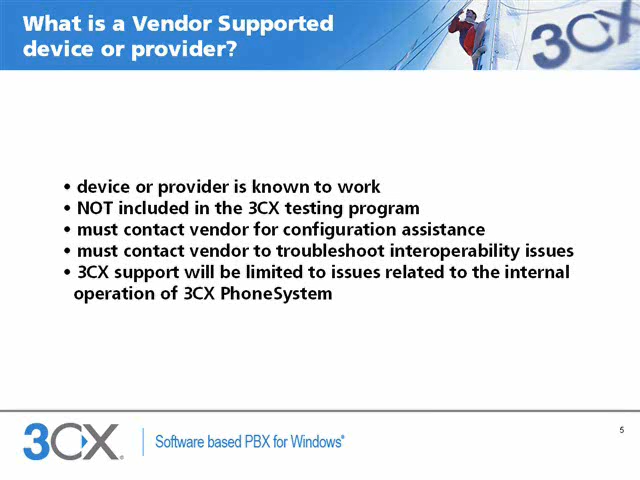 What is a Vendor Supported
device or provider?
3CX
• device or provider is known to work
• NOT included in the 3CX testing program
• must contact vendor for configuration assistance
• must contact vendor to troubleshoot interoperability issues
• 3CX support will be limited to issues related to the internal
operation of 3CX PhoneSystem
3CX®
Software based PBX for Windows®
5